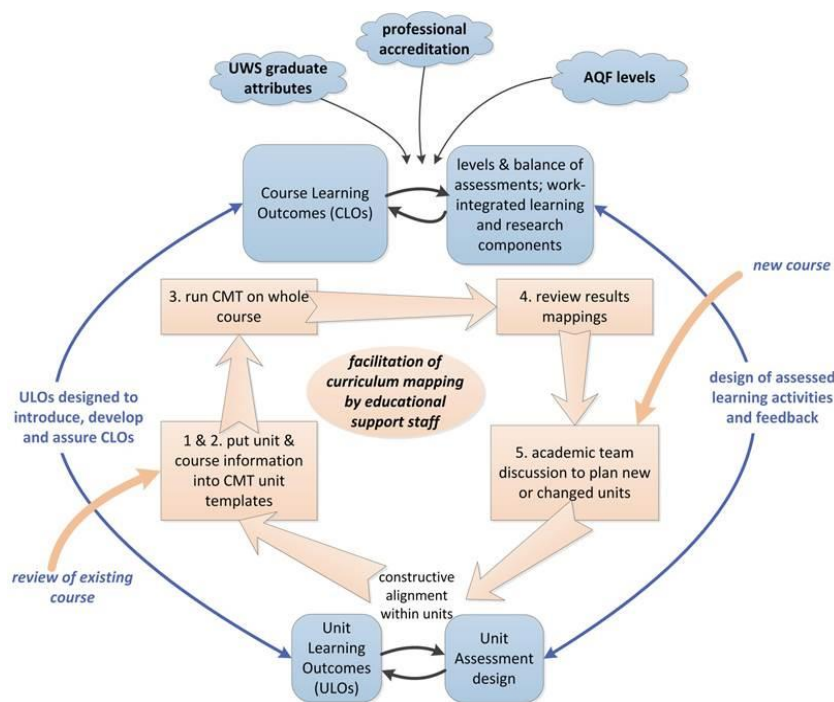 professional
accreditation
UWS graduate
attributes
AQF levels
Course Learning
Outcomes (CLOs)
levels & balance of
assessments; work-
integrated learning
and research
components
new course
3. run CMT on whole
course
4. review results
mappings
facilitation of
curriculum mapping
by educational
support staff
ULOs designed to
introduce, develop
and assure CLOs
design of assessed
learning activities
and feedback
1 & 2. put unit &
course information
into CMT unit
templates
5. academic team
discussion to plan new
or changed units
review of existing
course
constructive
alignment
within units
Unit
Learning
Outcomes
(ULOs)
Unit
Assessment
design